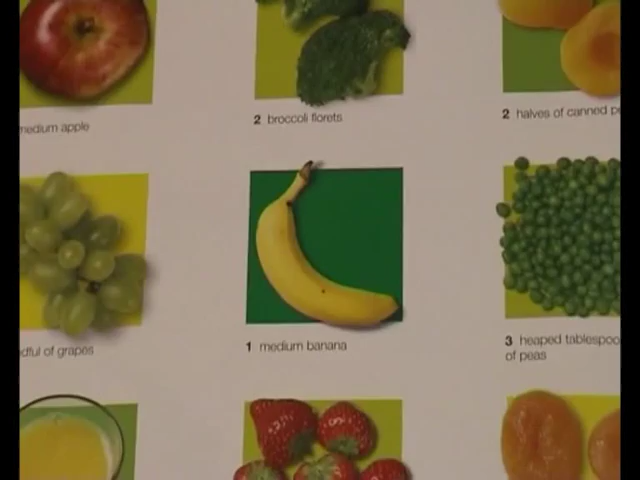 medium apple
2 broccoli florets
2 halves of canned
handful of grapes
1 medium banana
3 heaped tablespoo
of peas